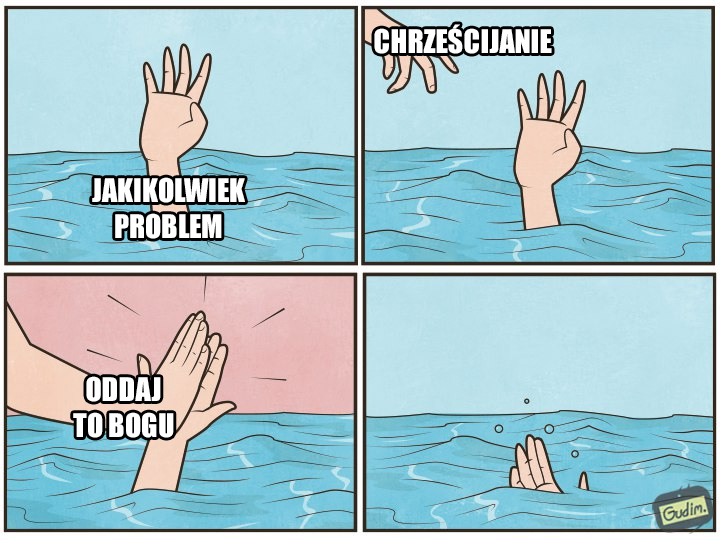 JAKIKOLWIEK
PROBLEM
CHRZEŚCIJANIE
ODDAJ
TO BOGU
Gudim.